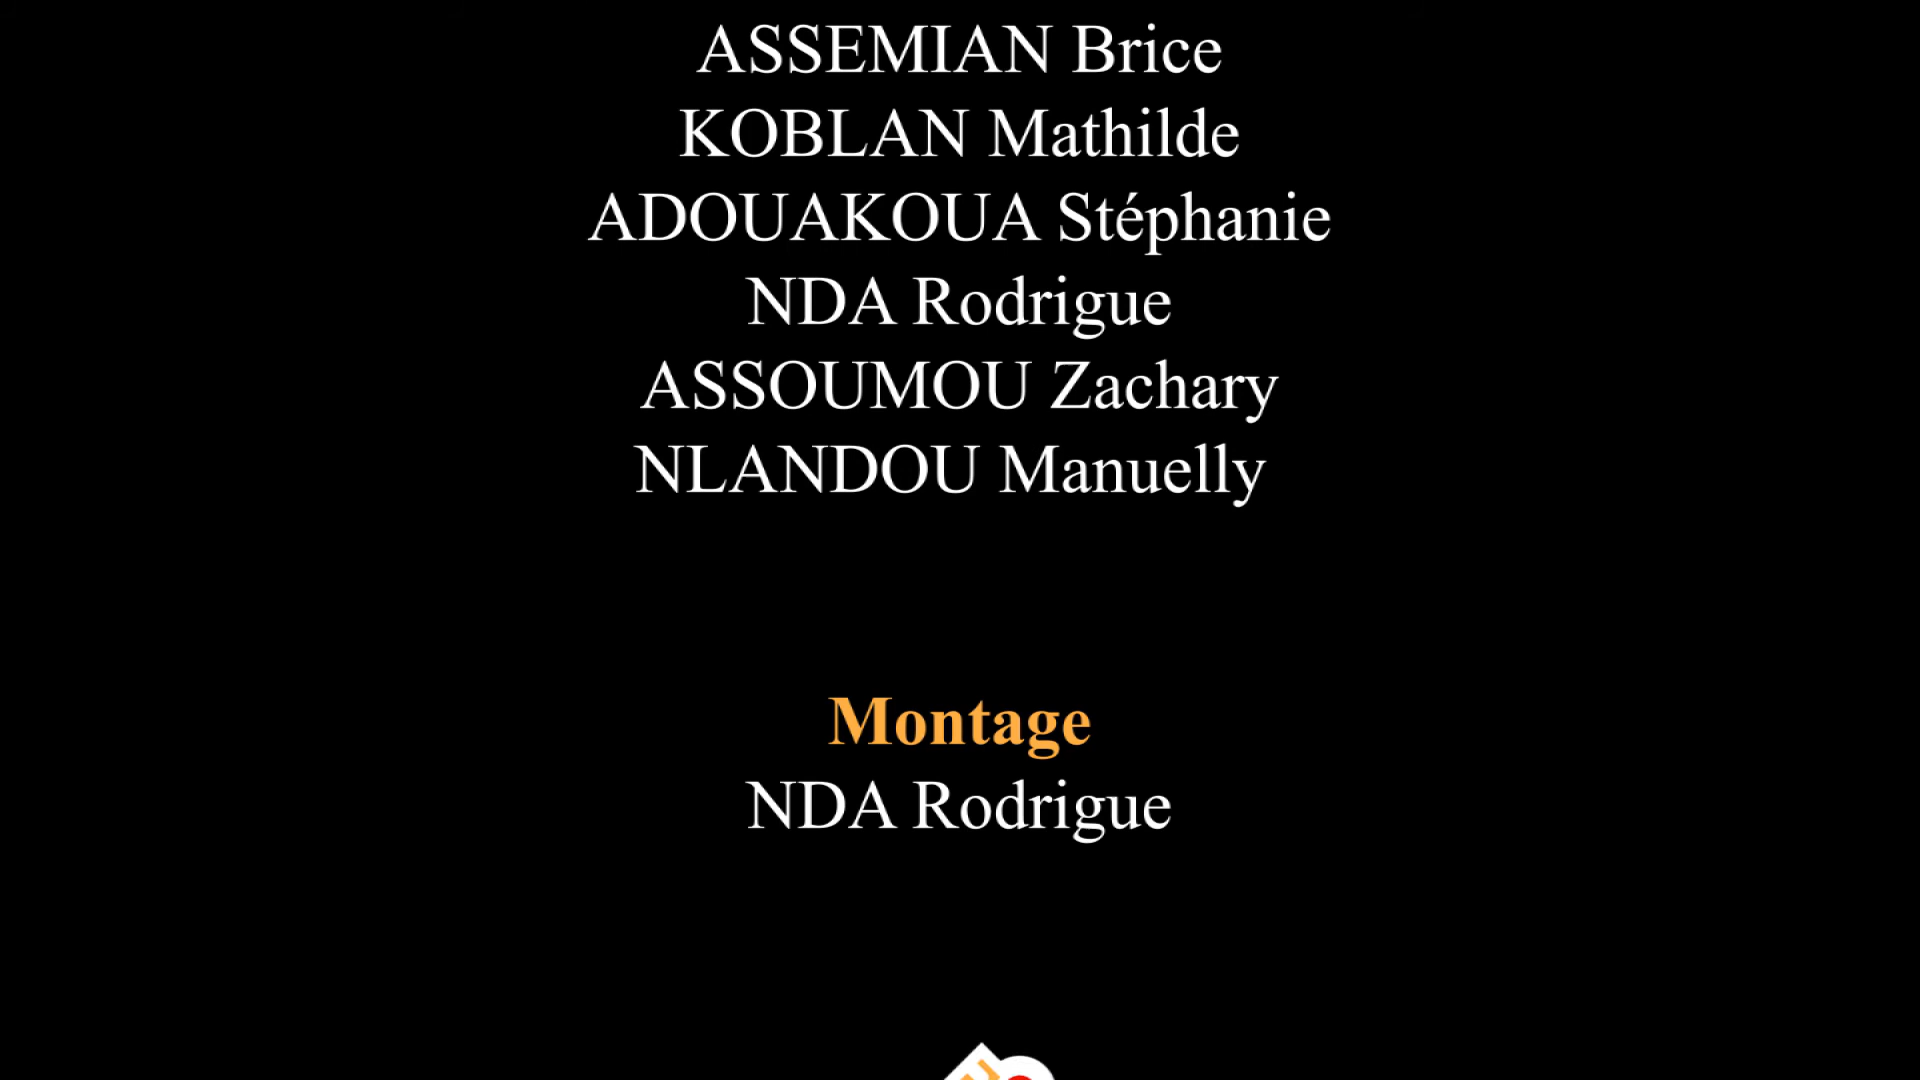 ASSEMIAN Brice
KOBLAN Mathilde
ADOUAKOUA Stéphanie
NDA Rodrigue
ASSOUMOU Zachary
NLANDOU Manuelly
Montage
NDA Rodrigue